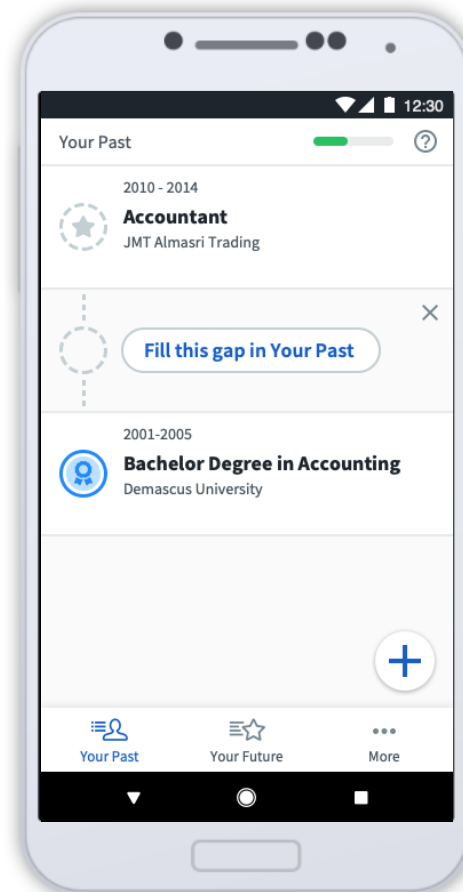 12:30
Your Past
2010 - 2014
Accountant
JMT Almasri Trading
Fill this gap in Your Past
2001-2005
Bachelor Degree in Accounting
Demascus University
Your Past Your Future More